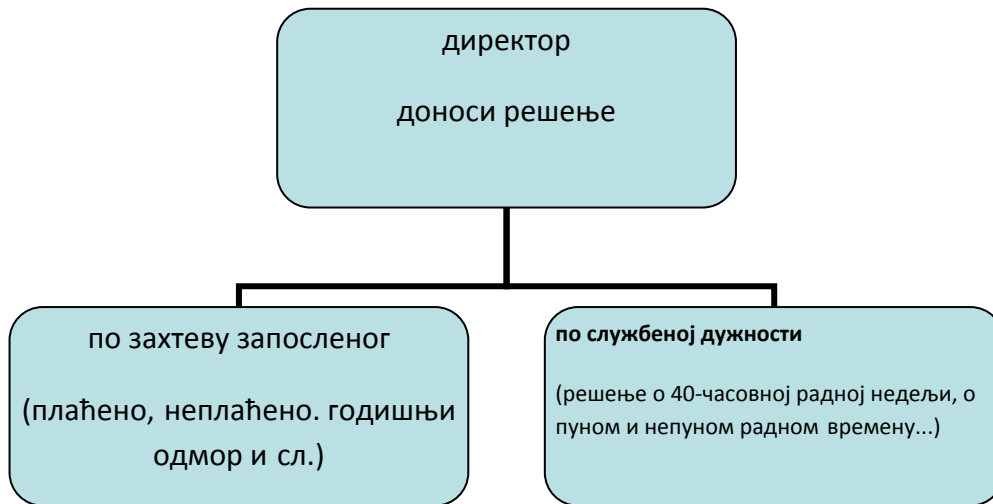 директор
доноси решење
по захтеву запосленог
(плаћено, неплаћено. годишњи
одмор и сл.)
по службеној дужности
(решење о 40-часовној радној недељи, о
пуном и непуном радном времену...)